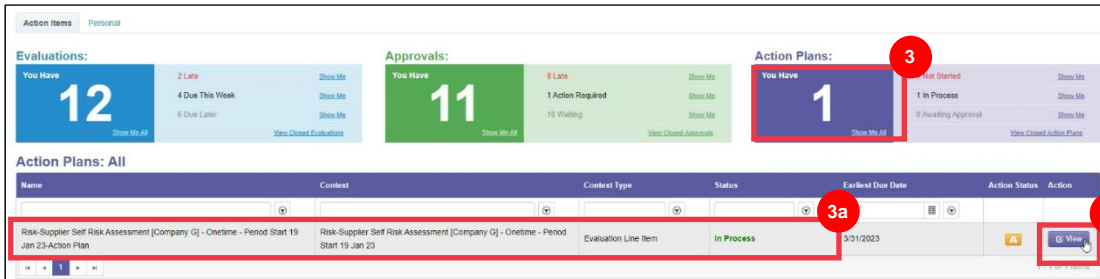 Action Items Personal
Evaluations: Approvals: Action Plans:
3
You Have
12
Show Me All
2 Late Show Me
4 Due This Week Show Me
6 Due Later Show Me
View Closed Evaluations
You Have
11
Show Me All
0 Late Show Me
1 Action Required Show Me
10 Waiting Show Me
View Closed Approvals
You Have
1
Show Me All
Not Started Show Me
1 In Process Show Me
0 Awaiting Approval Show Me
View Closed Action Plans
Action Plans: All
Name Context Context Type Status Earliest Due Date Action Status Action
3a
Risk-Supplier Self Risk Assessment [Company G] - Onetime - Period Start 19
Jan 23-Action Plan
Risk-Supplier Self Risk Assessment [Company G] - Onetime - Period
Start 19 Jan 23
Evaluation Line Item In Process 3/31/2023 A View
1
1 - 1 of 1 items